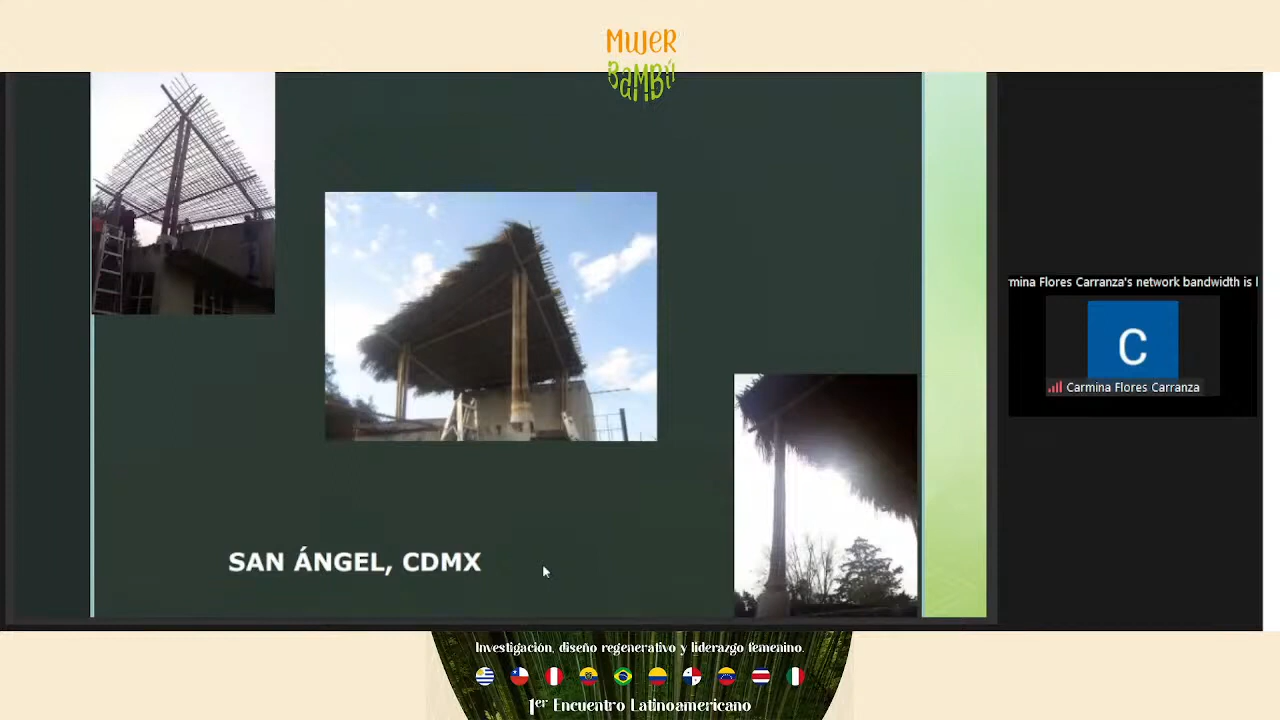 MUJER
BAMBÚ
rmina Flores Carranza's network bandwidth is l
C
Carmina Flores Carranza
SAN ÁNGEL, CDMX
Investigación, diseño regenerativo y liderazgo femenino.
1er Encuentro Latinoamericano